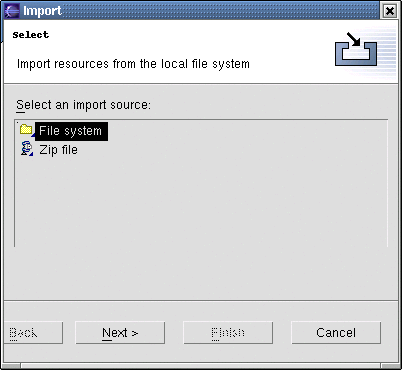 Import
Select
Import resources from the local file system
Select an import source:
File system
Zip file
Back
Next >
Finish
Cancel